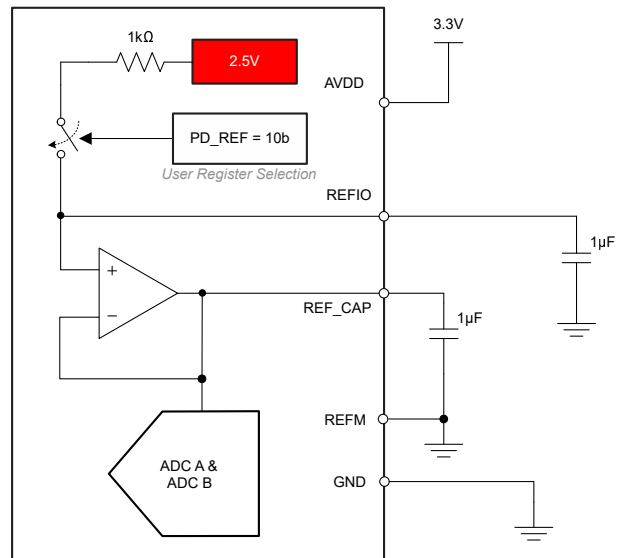 1kΩ
2.5V
3.3V
AVDD
PD_REF = 10b
User Register Selection
REFIO
1µF
+
−
REF_CAP
1µF
REFM
ADC A &
ADC B
GND